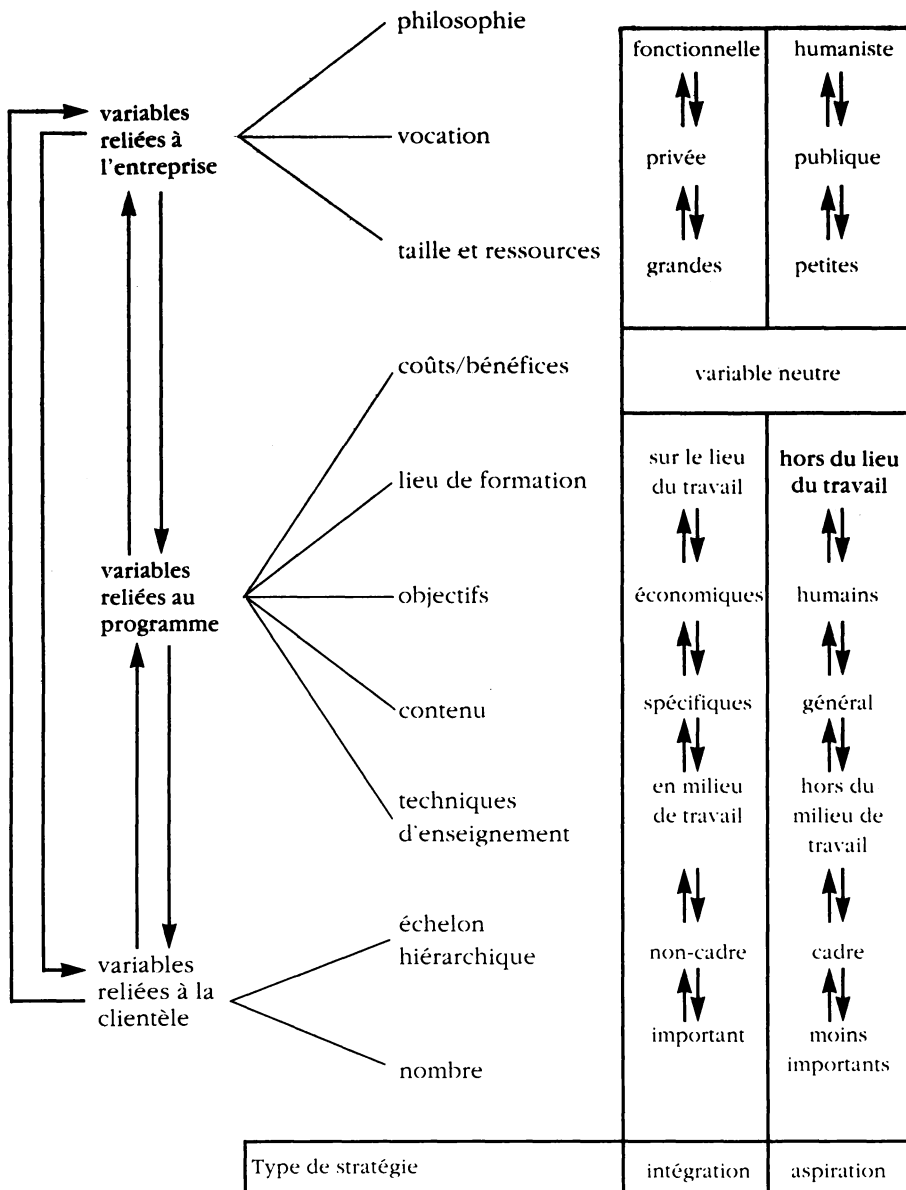 philosophie
fonctionnelle
humaniste
variables
reliées à
l'entreprise
vocation
privée
publique
taille et ressources
grandes
petites
coûts/bénéfices
variable neutre
lieu de formation
sur le lieu
du travail
hors du lieu
du travail
variables
reliées au
programme
objectifs
économiques
humains
contenu
spécifiques
général
techniques
d'enseignement
en milieu
de travail
hors du
milieu de
travail
échelon
hiérarchique
non-cadre
cadre
variables
reliées à la
clientèle
nombre
important
moins
importants
Type de stratégie
intégration
aspiration